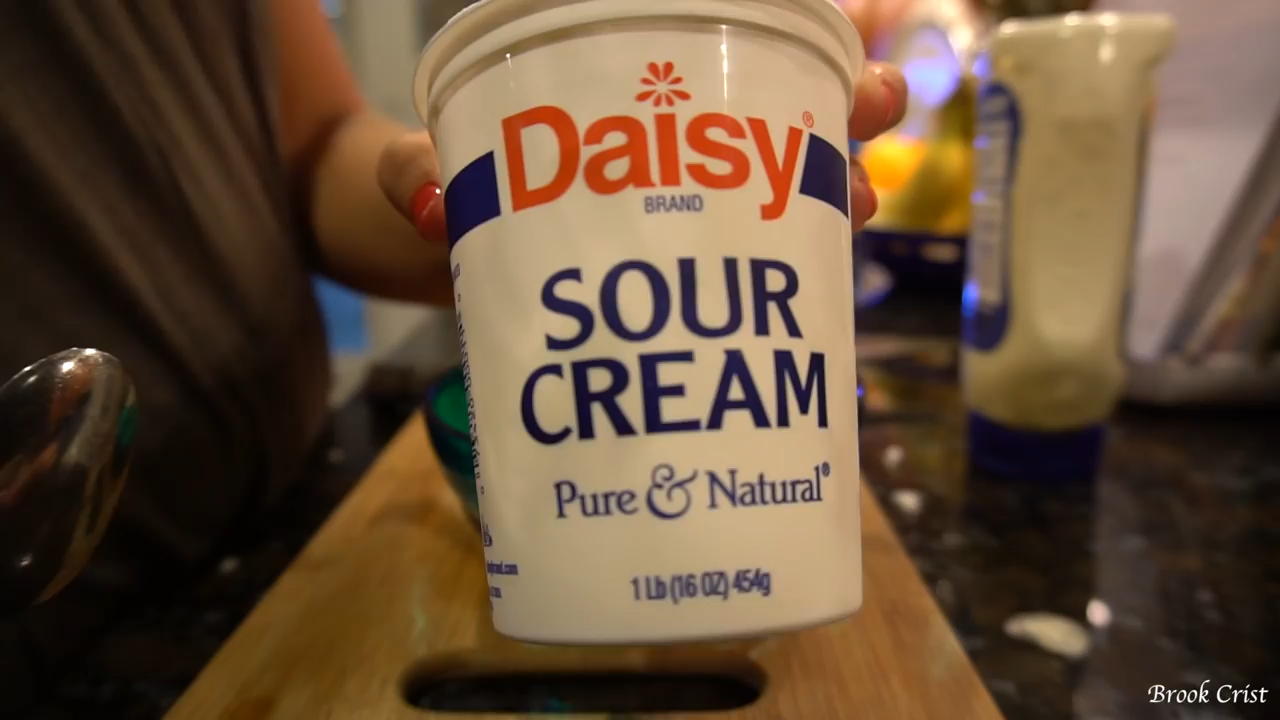 Daisy®
BRAND
SOUR
CREAM
Pure & Natural®
1 Lb (16 OZ) 454g
Brook Crist